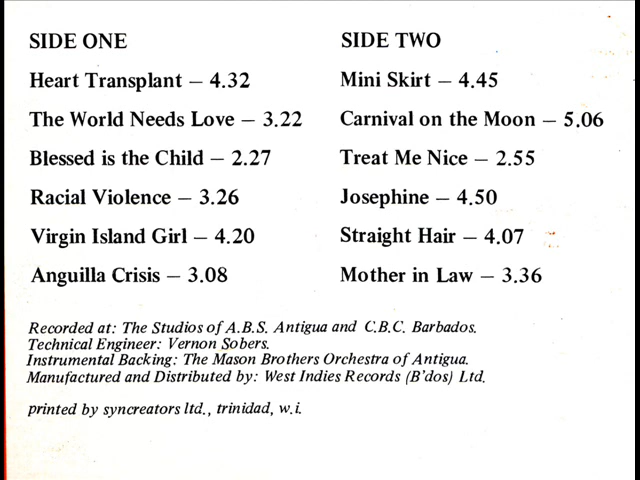 SIDE ONE
Heart Transplant – 4.32
The World Needs Love – 3.22
Blessed is the Child – 2.27
Racial Violence – 3.26
Virgin Island Girl – 4.20
Anguilla Crisis – 3.08
SIDE TWO
Mini Skirt – 4.45
Carnival on the Moon – 5.06
Treat Me Nice – 2.55
Josephine – 4.50
Straight Hair – 4.07
Mother in Law – 3.36
Recorded at: The Studios of A.B.S. Antigua and C.B.C. Barbados.
Technical Engineer: Vernon Sobers.
Instrumental Backing: The Mason Brothers Orchestra of Antigua.
Manufactured and Distributed by: West Indies Records (B'dos) Ltd.
printed by syncreators ltd., trinidad, w.i.